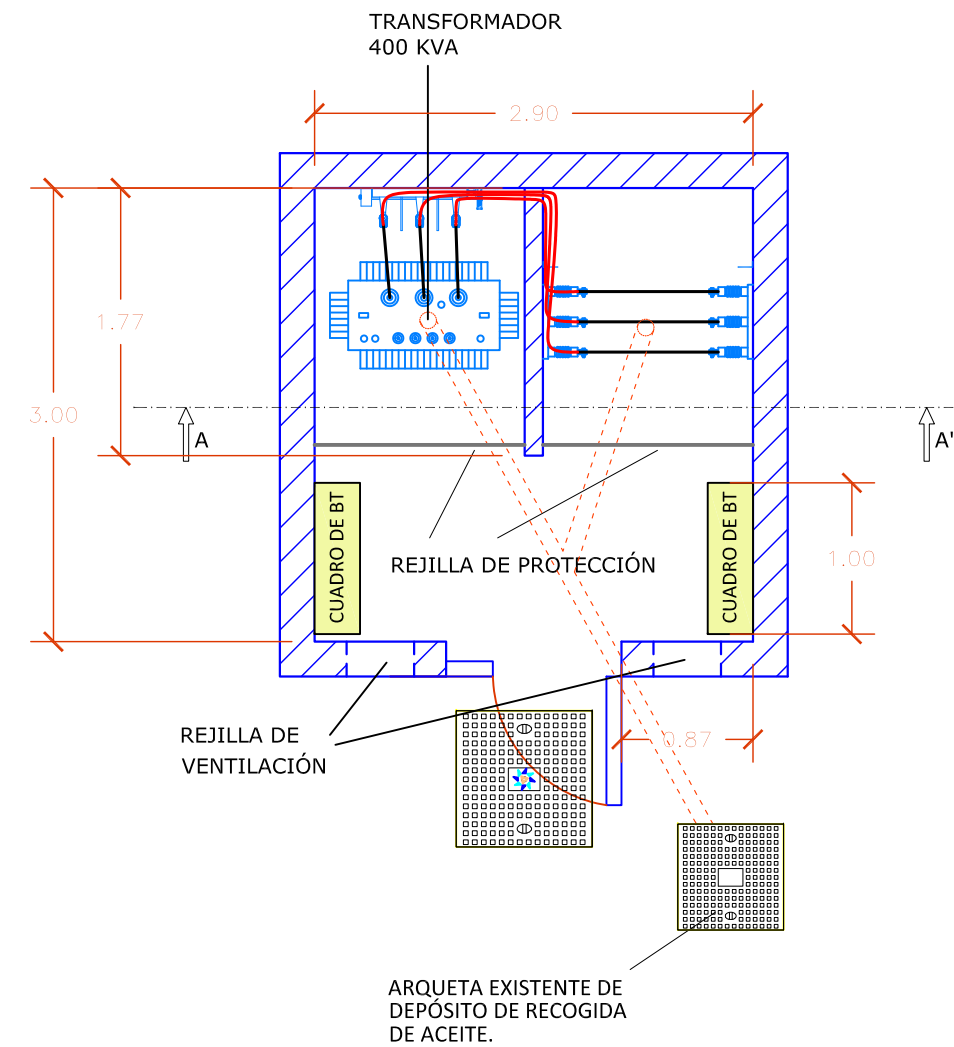 TRANSFORMADOR
400 KVA
2.90
1.77
3.00
A
A'
CUADRO DE BT
CUADRO DE BT
REJILLA DE PROTECCIÓN
1.00
REJILLA DE
VENTILACIÓN
0.87
ARQUETA EXISTENTE DE
DEPÓSITO DE RECOGIDA
DE ACEITE.